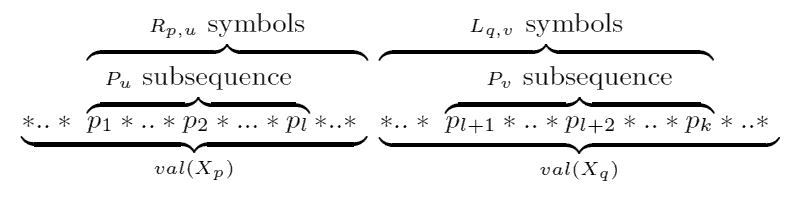 R_{p,u} symbols L_{q,v} symbols
P_u subsequence P_v subsequence
*..* p_1 *..* p_2 *...* p_l *..* *..* p_{l+1} *..* p_{l+2} *..* p_k *..*
val(X_p) val(X_q)